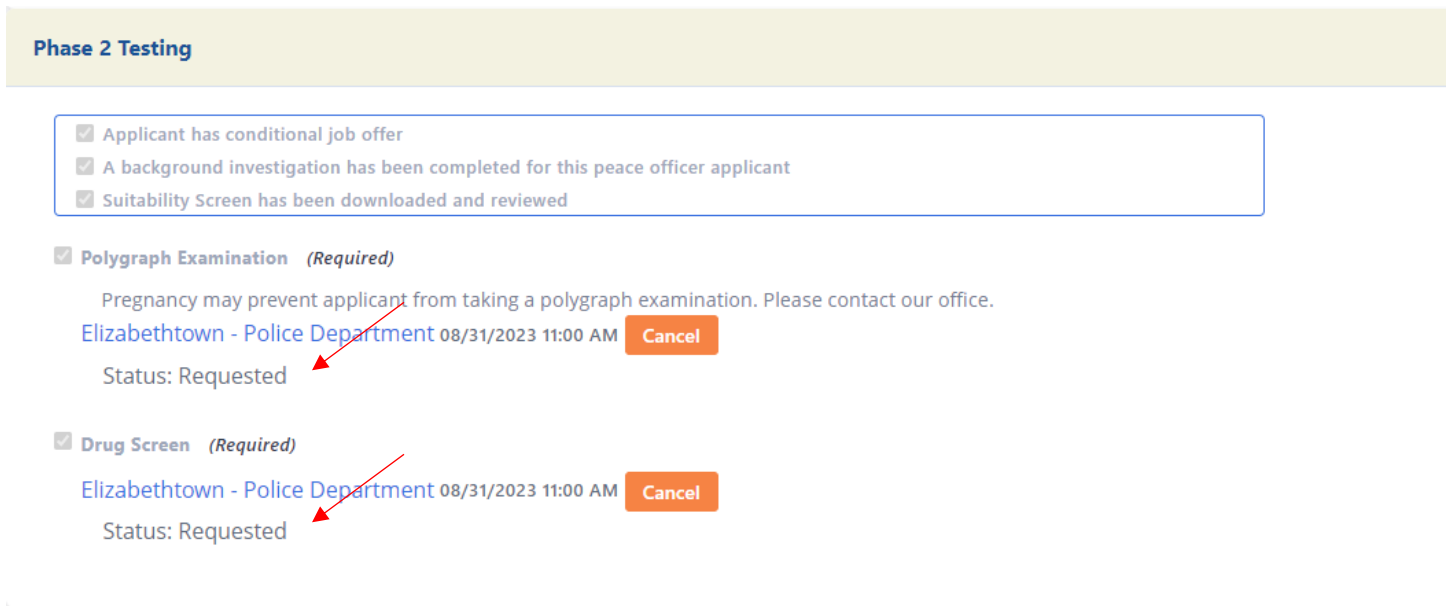 Phase 2 Testing
Applicant has conditional job offer
A background investigation has been completed for this peace officer applicant
Suitability Screen has been downloaded and reviewed
Polygraph Examination (Required)
Pregnancy may prevent applicant from taking a polygraph examination. Please contact our office.
Elizabethtown - Police Department 08/31/2023 11:00 AM Cancel
Status: Requested
Drug Screen (Required)
Elizabethtown - Police Department 08/31/2023 11:00 AM Cancel
Status: Requested